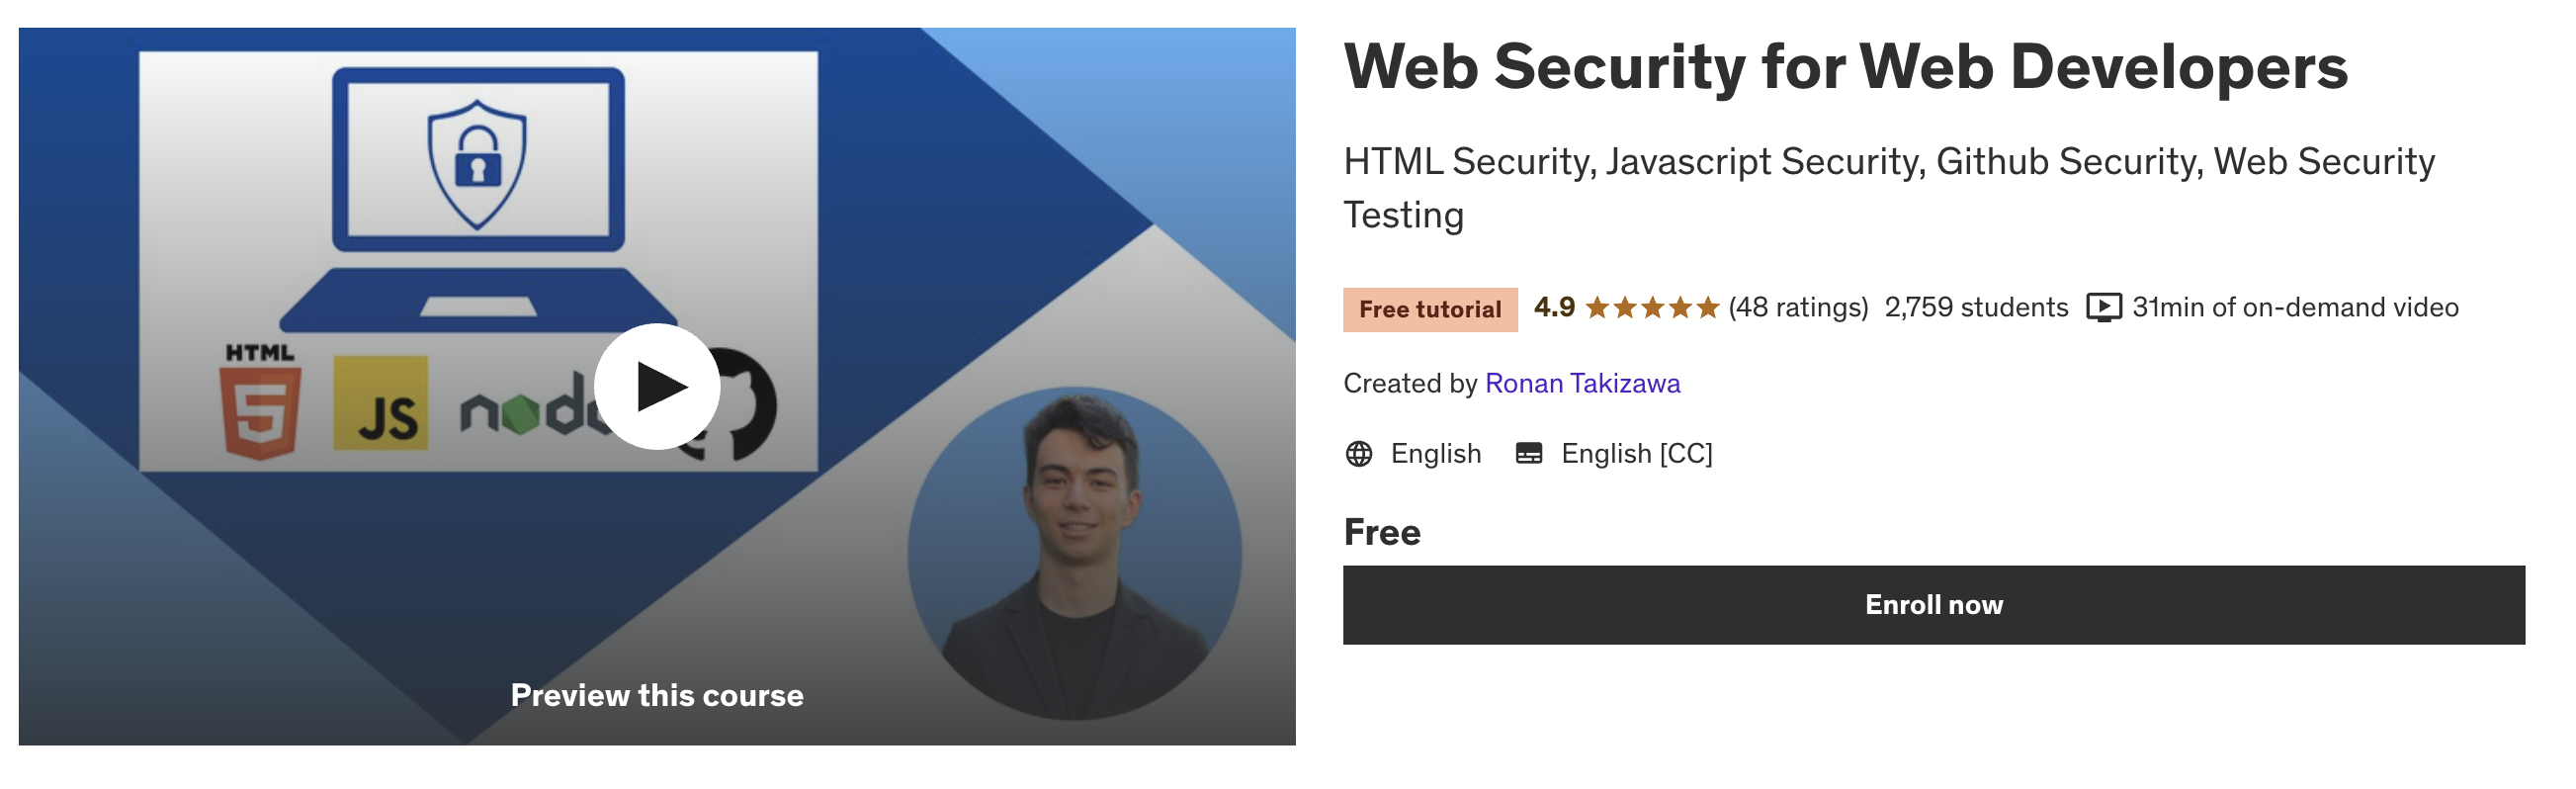 HTML
5
JS
Preview this course
Web Security for Web Developers
HTML Security, Javascript Security, Github Security, Web Security
Testing
Free tutorial 4.9 (48 ratings) 2,759 students 31min of on-demand video
Created by Ronan Takizawa
English English [CC]
Free
Enroll now